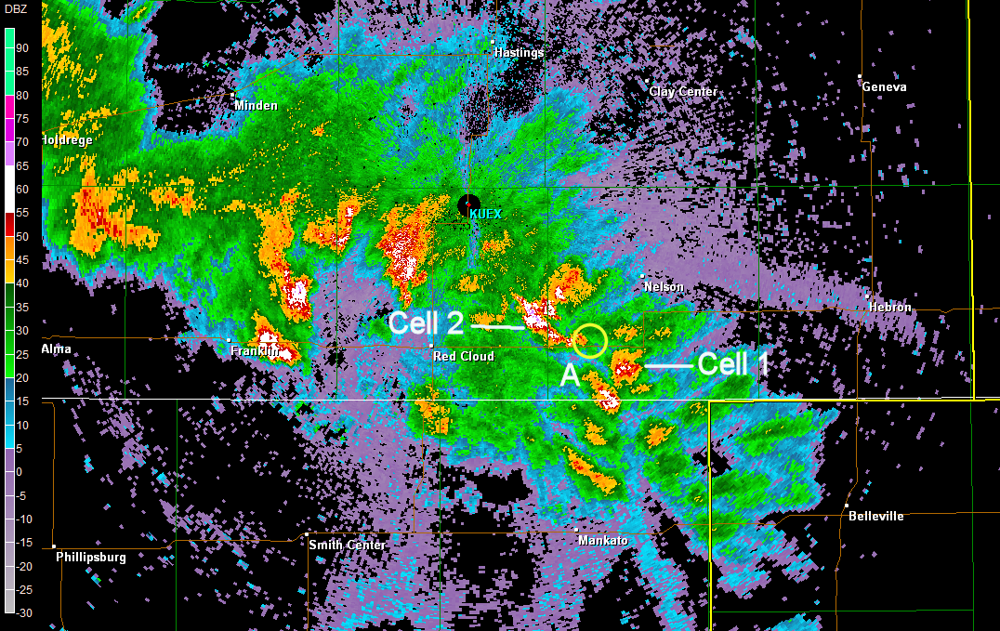 DBZ
90
85
80
75
70
65
60
55
50
45
40
35
30
25
20
15
10
5
0
-5
-10
-15
-20
-25
-30
Hastings
Clay Center
Geneva
Minden
Holdrege
KUEX
Nelson
Hebron
Cell 2
Alma
Franklin
Red Cloud
Cell 1
A
Belleville
Mankato
Smith Center
Phillipsburg